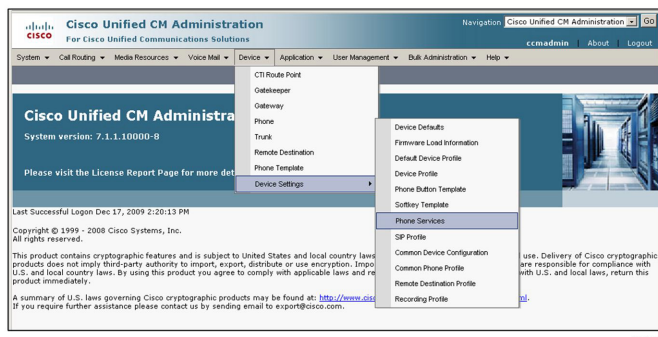 Cisco Unified CM Administration
Navigation Cisco Unified CM Administration Go
CISCO
For Cisco Unified Communications Solutions
ccmadmin About Logout
System Call Routing Media Resources Voice Mail Device Application User Management Bulk Administration Help
CTI Route Point
Gatekeeper
Gateway
Phone
Trunk
Remote Destination
Phone Template
Device Settings
Device Defaults
Firmware Load Information
Default Device Profile
Device Profile
Phone Button Template
Softkey Template
Phone Services
SIP Profile
Common Device Configuration
Common Phone Profile
Remote Destination Profile
Recording Profile
Cisco Unified CM Administra
System version: 7.1.1.10000-8
Please visit the License Report Page for more det
Last Successful Logon Dec 17, 2009 2:20:13 PM
Copyright © 1999 - 2008 Cisco Systems, Inc.
All rights reserved.
This product contains cryptographic features and is subject to United States and local country laws use. Delivery of Cisco cryptographic
products does not imply third-party authority to import, export, distribute or use encryption. Impo are responsible for compliance with
U.S. and local country laws. By using this product you agree to comply with applicable laws and re with U.S. and local laws, return this
product immediately.
A summary of U.S. laws governing Cisco cryptographic products may be found at: http://www.cisc ml.
If you require further assistance please contact us by sending email to export@cisco.com.